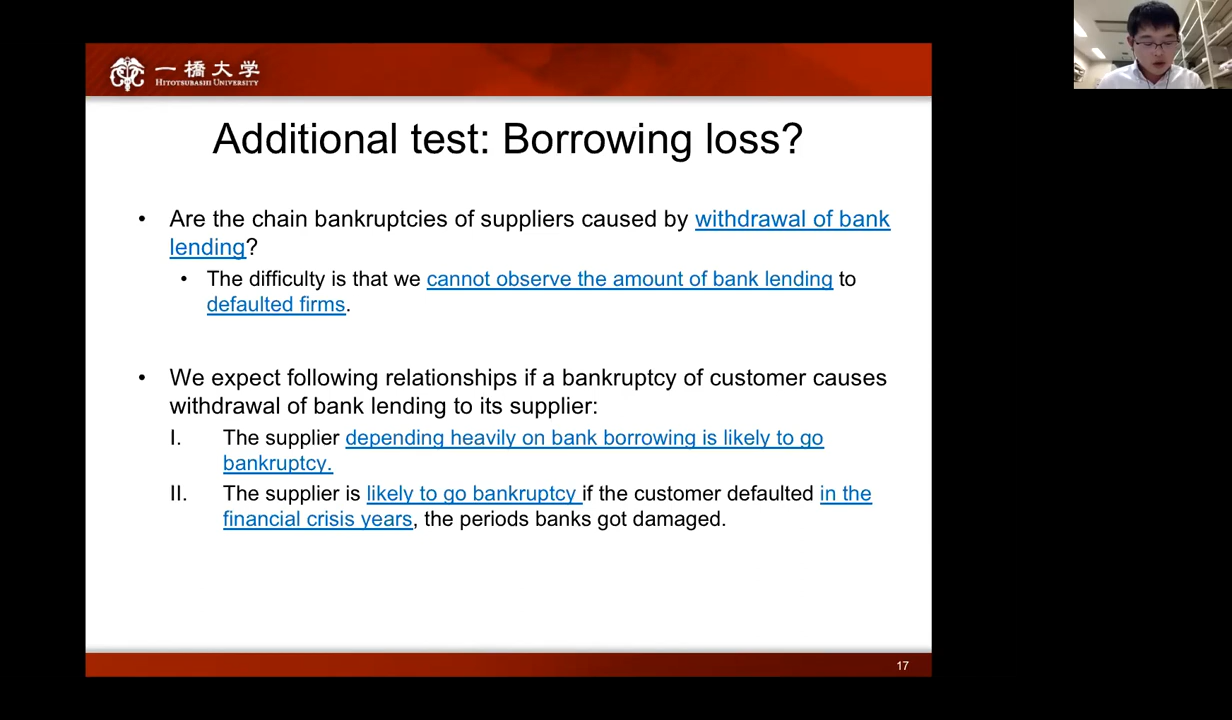 一橋大学
HITOTSUBASHI UNIVERSITY
Additional test: Borrowing loss?
• Are the chain bankruptcies of suppliers caused by withdrawal of bank
lending?
• The difficulty is that we cannot observe the amount of bank lending to
defaulted firms.
• We expect following relationships if a bankruptcy of customer causes
withdrawal of bank lending to its supplier:
I. The supplier depending heavily on bank borrowing is likely to go
bankruptcy.
II. The supplier is likely to go bankruptcy if the customer defaulted in the
financial crisis years, the periods banks got damaged.
17